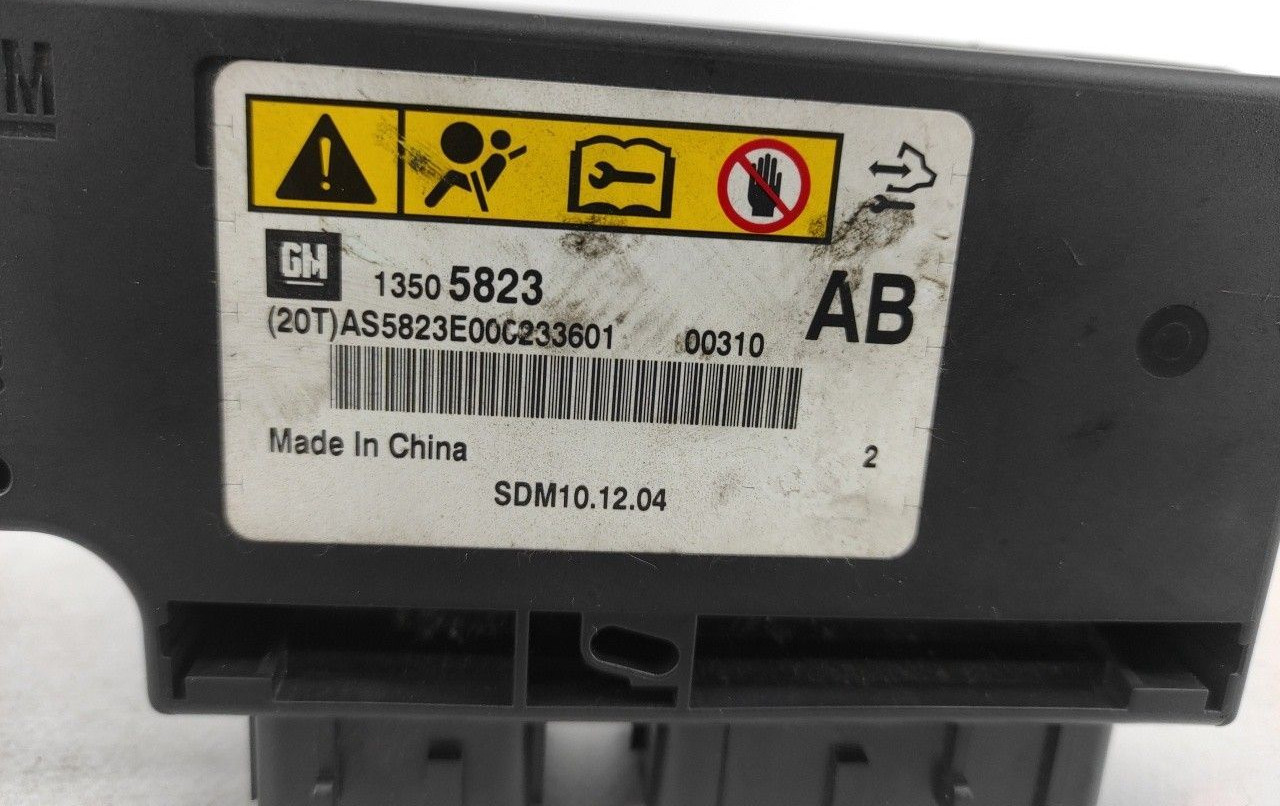 M
GM
13505823
AB
(20T)AS5823E000233601 00310
Made In China
2
SDM10.12.04